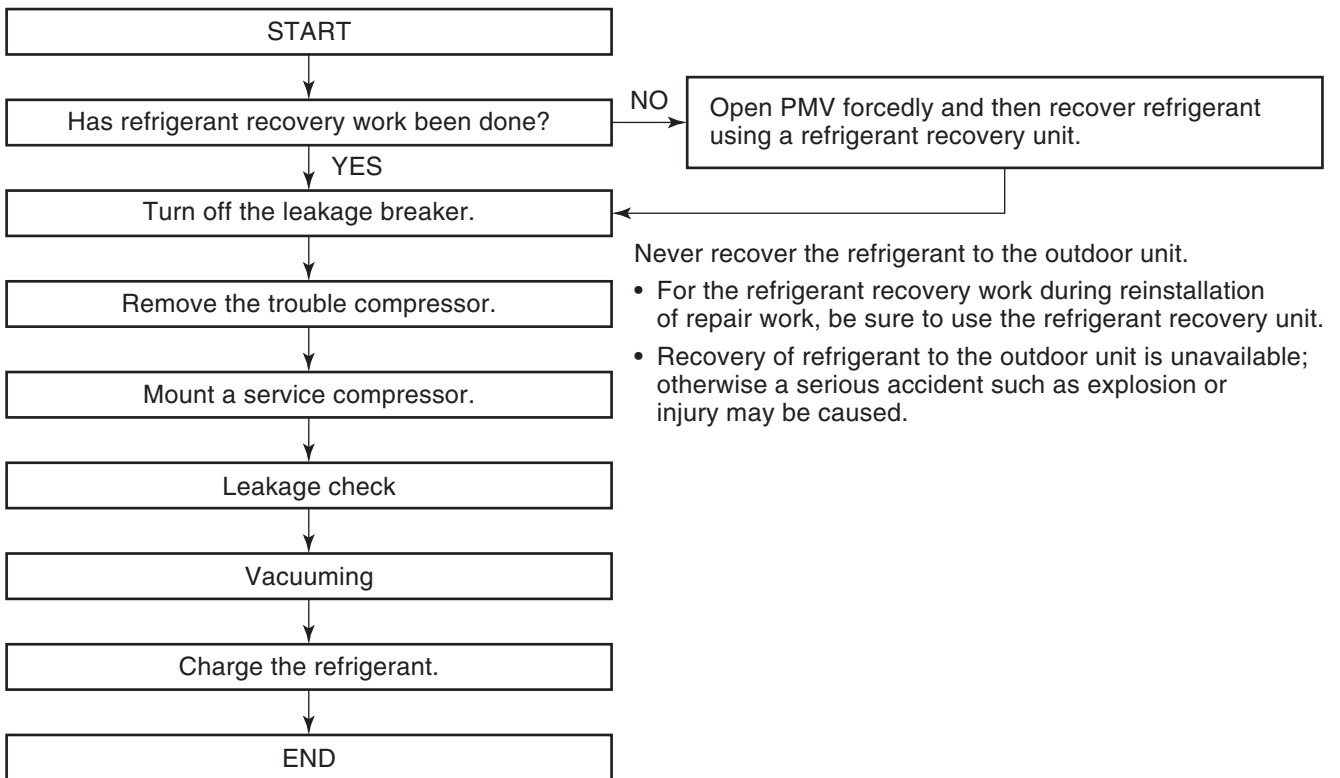 START
Has refrigerant recovery work been done?
NO
Open PMV forcedly and then recover refrigerant
using a refrigerant recovery unit.
YES
Turn off the leakage breaker.
Never recover the refrigerant to the outdoor unit.
• For the refrigerant recovery work during reinstallation
of repair work, be sure to use the refrigerant recovery unit.
• Recovery of refrigerant to the outdoor unit is unavailable;
otherwise a serious accident such as explosion or
injury may be caused.
Remove the trouble compressor.
Mount a service compressor.
Leakage check
Vacuuming
Charge the refrigerant.
END